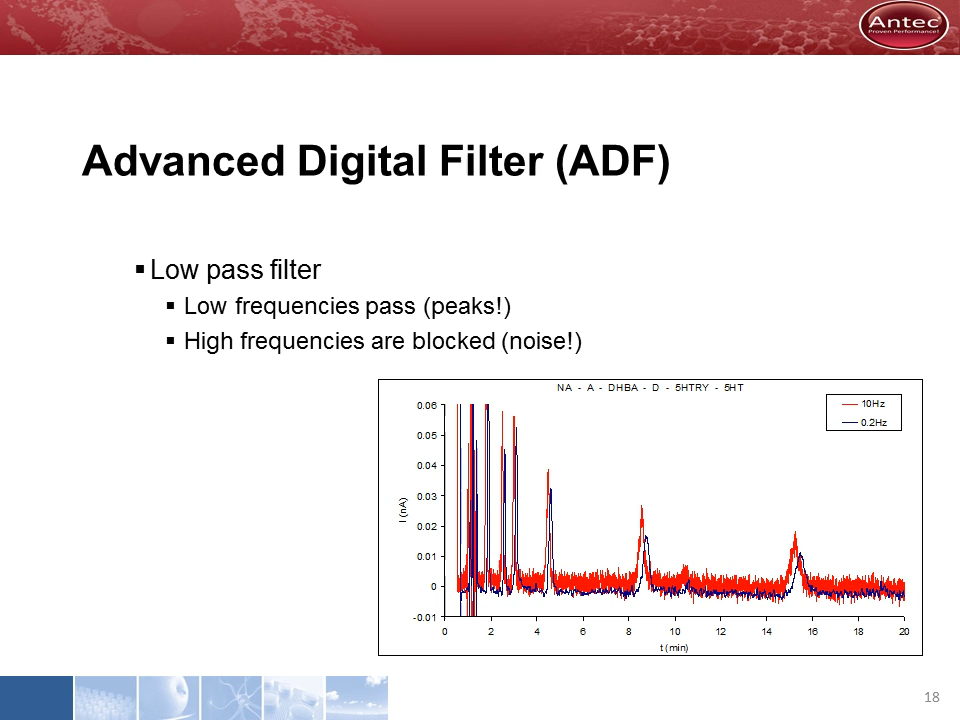 Antec
Proven Performance!
Advanced Digital Filter (ADF)
▪ Low pass filter
▪ Low frequencies pass (peaks!)
▪ High frequencies are blocked (noise!)
NA - A - DHBA - D - 5HTRY - 5HT
10Hz
0.2Hz
I (nA)
0.06
0.05
0.04
0.03
0.02
0.01
0
-0.01
0 2 4 6 8 10 12 14 16 18 20
t (min)
18